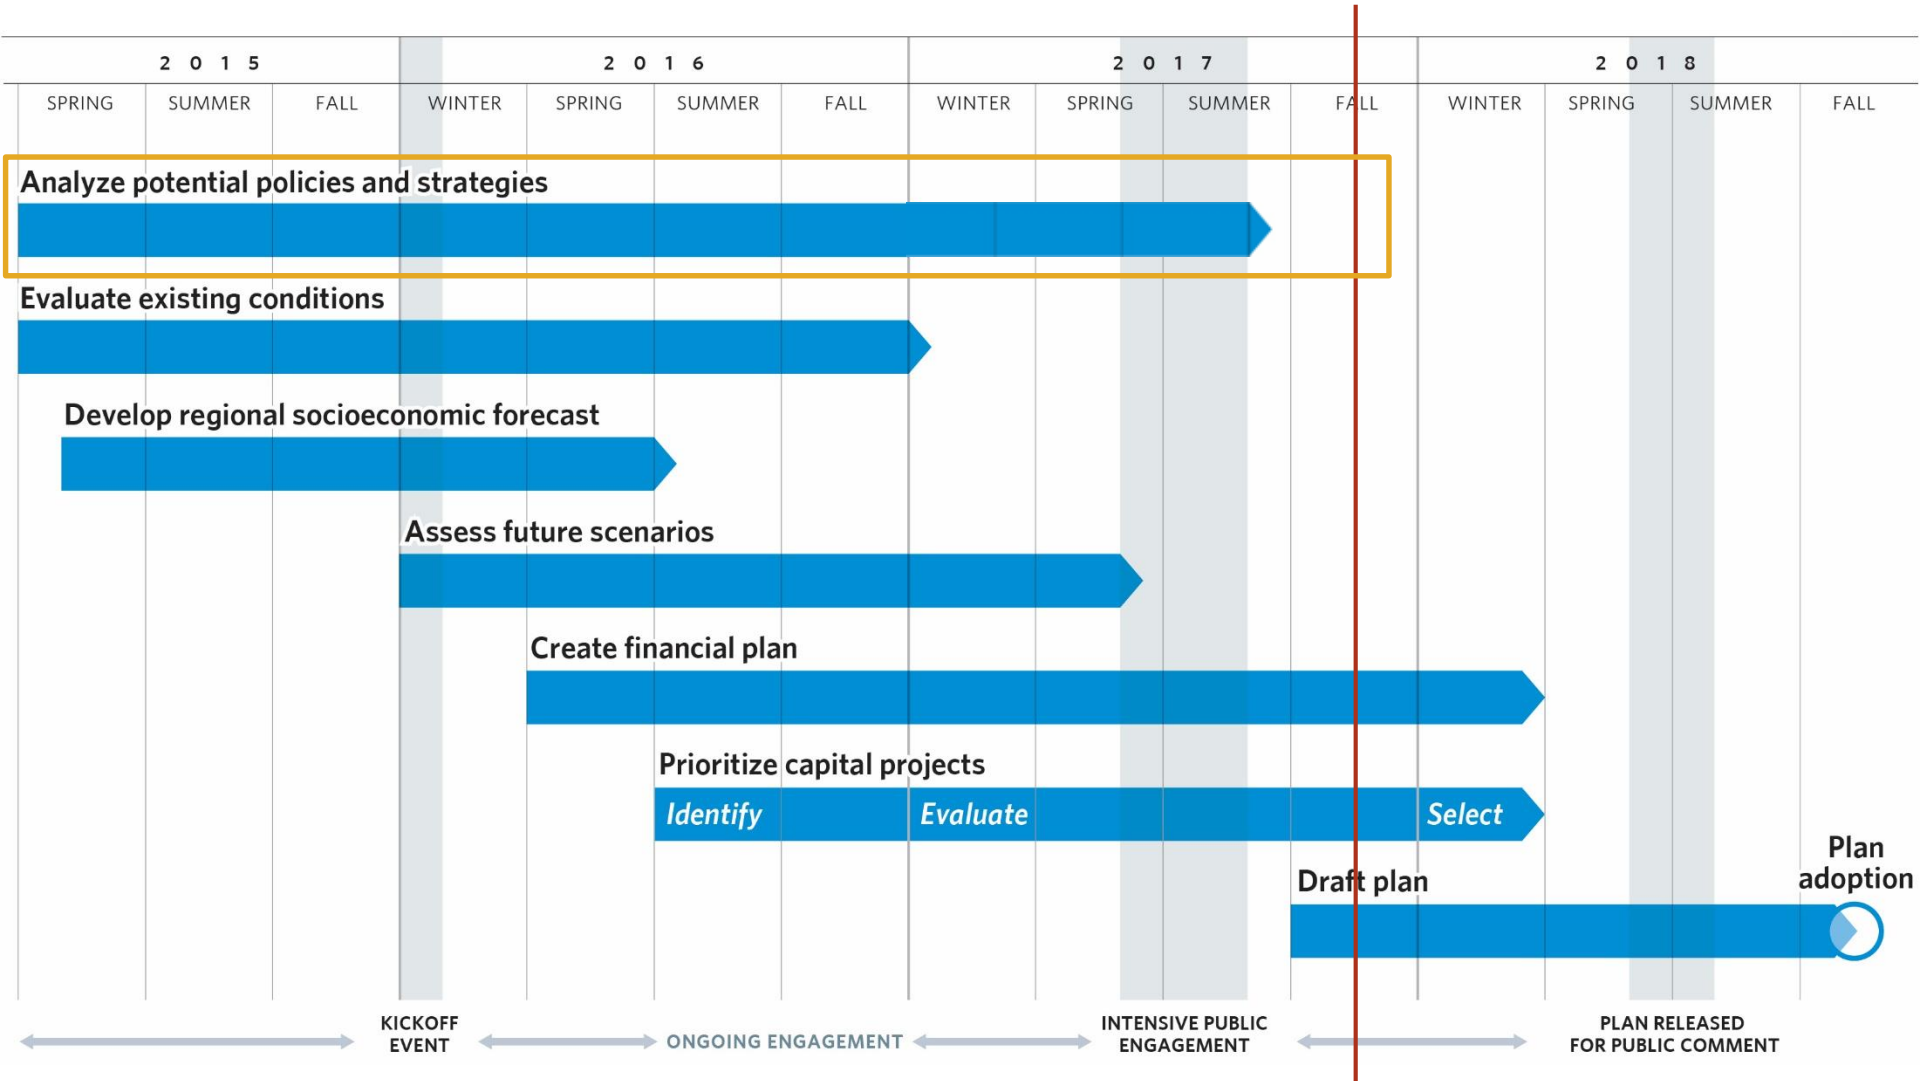 2 0 1 5 2 0 1 6 2 0 1 7 2 0 1 8
SPRING SUMMER FALL WINTER SPRING SUMMER FALL WINTER SPRING SUMMER FALL WINTER SPRING SUMMER FALL
Analyze potential policies and strategies
Evaluate existing conditions
Develop regional socioeconomic forecast
Assess future scenarios
Create financial plan
Prioritize capital projects
Identify Evaluate Select
Draft plan
Plan
adoption
KICKOFF
EVENT
ONGOING ENGAGEMENT
INTENSIVE PUBLIC
ENGAGEMENT
PLAN RELEASED
FOR PUBLIC COMMENT